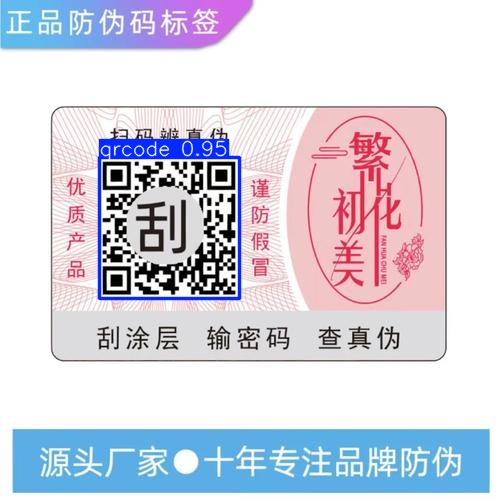 正品防伪码标签
扫码辨真伪
qrcode 0.95
优质产品
刮
谨防假冒
繁花初美
FAN HUA CHU MEI
刮涂层 输密码 查真伪
源头厂家●十年专注品牌防伪